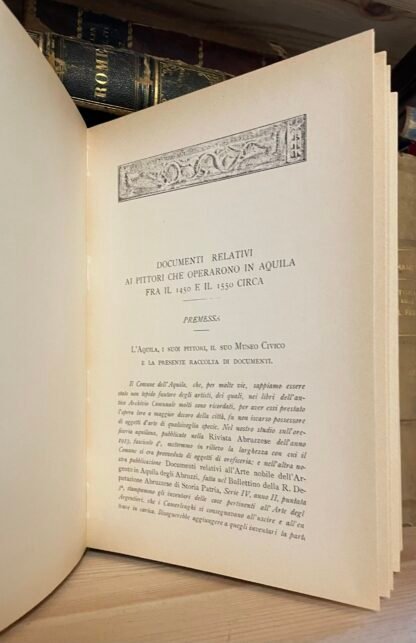 ROME
DOCUMENTI RELATIVI
AI PITTORI CHE OPERARONO IN AQUILA
FRA IL 1450 E IL 1550 CIRCA
PREMESSA
L'AQUILA, I SUOI PITTORI, IL SUO MUSEO CIVICO
E LA PRESENTE RACCOLTA DI DOCUMENTI.
Il Comune dell'Aquila, che, per molte vie, sappiamo essere
stato non tepido fautore degli artisti, dei quali, nei libri dell'an-
tico Archivio Comunale molti sono ricordati, per aver essi prestato
l'opera loro a maggior decoro della città, fu non iscarso possessore
di oggetti d'arte di qualsivoglia specie. Nel nostro studio sull'ore-
ficeria aquilana, pubblicato nella Rivista Abruzzese dell'anno
1915, fascicolo 4°, mettemmo in rilievo la larghezza con cui il
Comune si era provveduto di oggetti di oreficeria; e nell'altra no-
stra pubblicazione Documenti relativi all'Arte nobile dell'Ar-
gento in Aquila degli Abruzzi, fatta nel Bullettino della R. De-
putazione Abruzzese di Storia Patria, Serie IV, anno II, puntata
stampammo gli inventari delle cose pertinenti all'Arte degl'
Argentieri, che i Camerlenghi si consegnavano all'uscire e all'en-
trare in carica. Bisognerebbe aggiungere a quegli inventari la